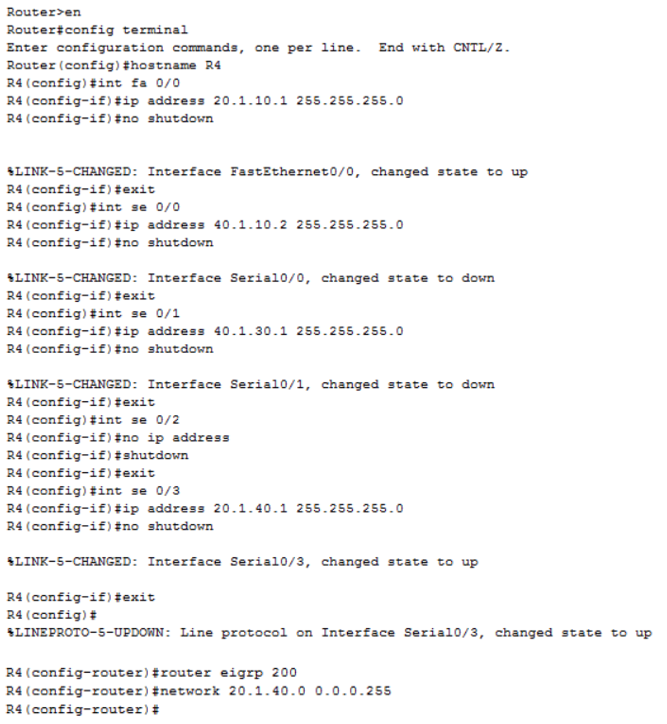 Router>en
Router#config terminal
Enter configuration commands, one per line.  End with CNTL/Z.
Router(config)#hostname R4
R4(config)#int fa 0/0
R4(config-if)#ip address 20.1.10.1 255.255.255.0
R4(config-if)#no shutdown
%LINK-5-CHANGED: Interface FastEthernet0/0, changed state to up
R4(config-if)#exit
R4(config)#int se 0/0
R4(config-if)#ip address 40.1.10.2 255.255.255.0
R4(config-if)#no shutdown
%LINK-5-CHANGED: Interface Serial0/0, changed state to down
R4(config-if)#exit
R4(config)#int se 0/1
R4(config-if)#ip address 40.1.30.1 255.255.255.0
R4(config-if)#no shutdown
%LINK-5-CHANGED: Interface Serial0/1, changed state to down
R4(config-if)#exit
R4(config)#int se 0/2
R4(config-if)#no ip address
R4(config-if)#shutdown
R4(config-if)#exit
R4(config)#int se 0/3
R4(config-if)#ip address 20.1.40.1 255.255.255.0
R4(config-if)#no shutdown
%LINK-5-CHANGED: Interface Serial0/3, changed state to up
R4(config-if)#exit
R4(config)#
%LINEPROTO-5-UPDOWN: Line protocol on Interface Serial0/3, changed state to up
R4(config-router)#router eigrp 200
R4(config-router)#network 20.1.40.0 0.0.0.255
R4(config-router)#